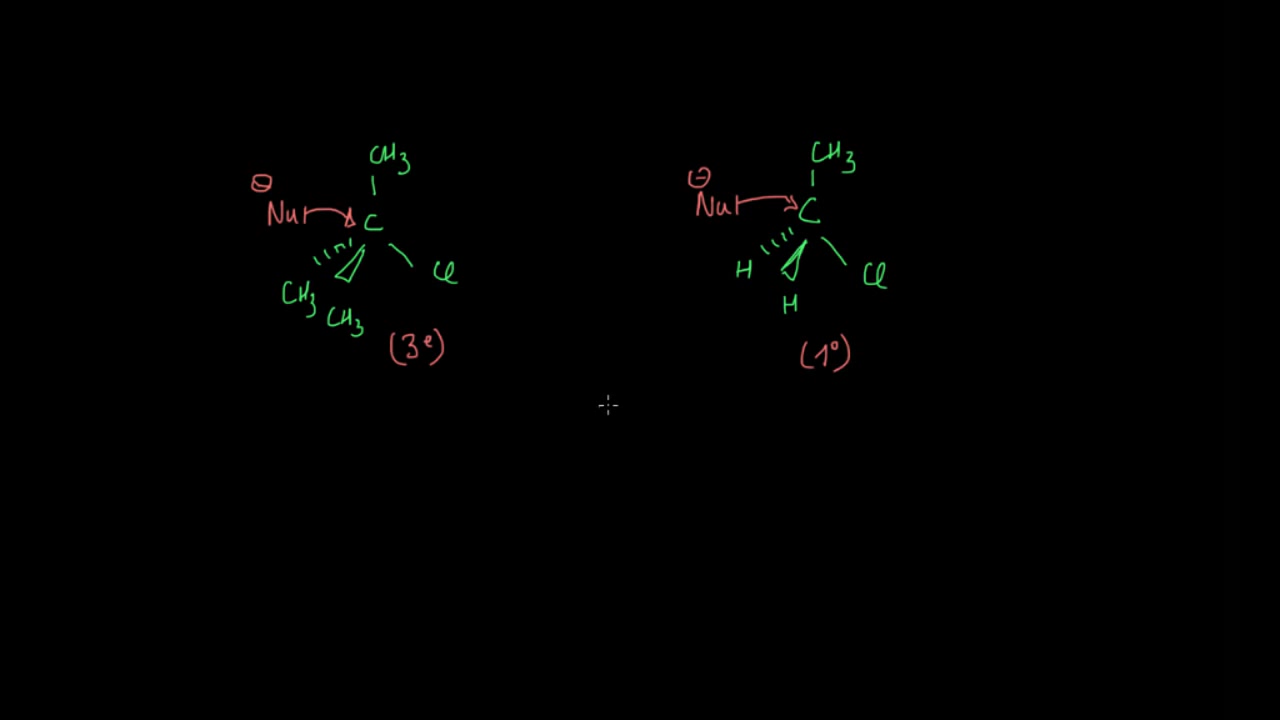 CH3 CH3
⊖ ⊖
Nu C Nu C
Cl H Cl
CH3 CH3 H
(3°) (1°)